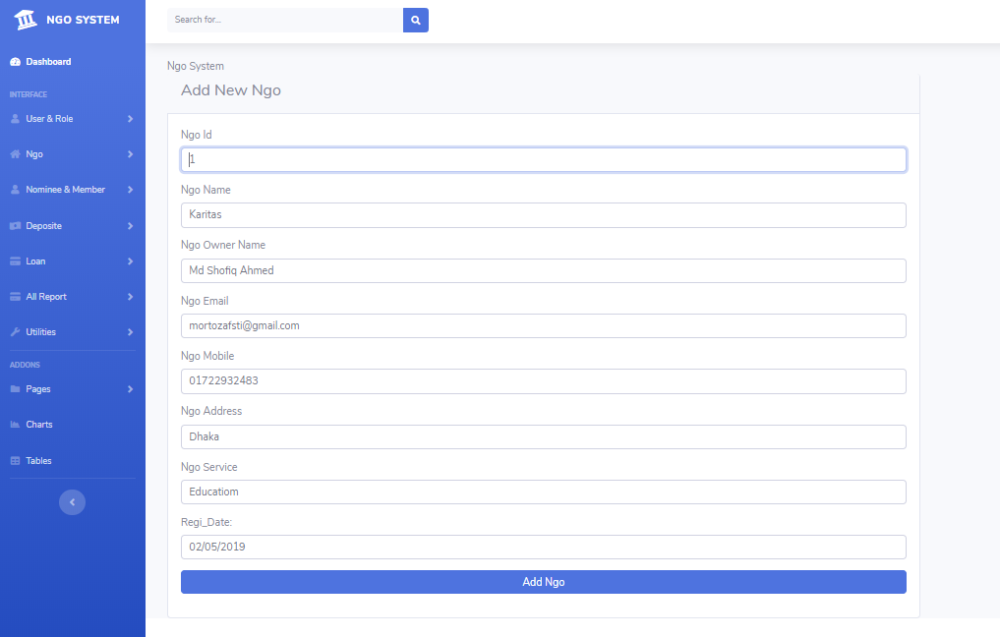 NGO SYSTEM
Dashboard
INTERFACE
User & Role
Ngo
Nominee & Member
Deposite
Loan
All Report
Utilities
ADDONS
Pages
Charts
Tables
Search for...
Ngo System
Add New Ngo
Ngo Id
1
Ngo Name
Karitas
Ngo Owner Name
Md Shofiq Ahmed
Ngo Email
mortozafsti@gmail.com
Ngo Mobile
01722932483
Ngo Address
Dhaka
Ngo Service
Educatiom
Regi_Date:
02/05/2019
Add Ngo